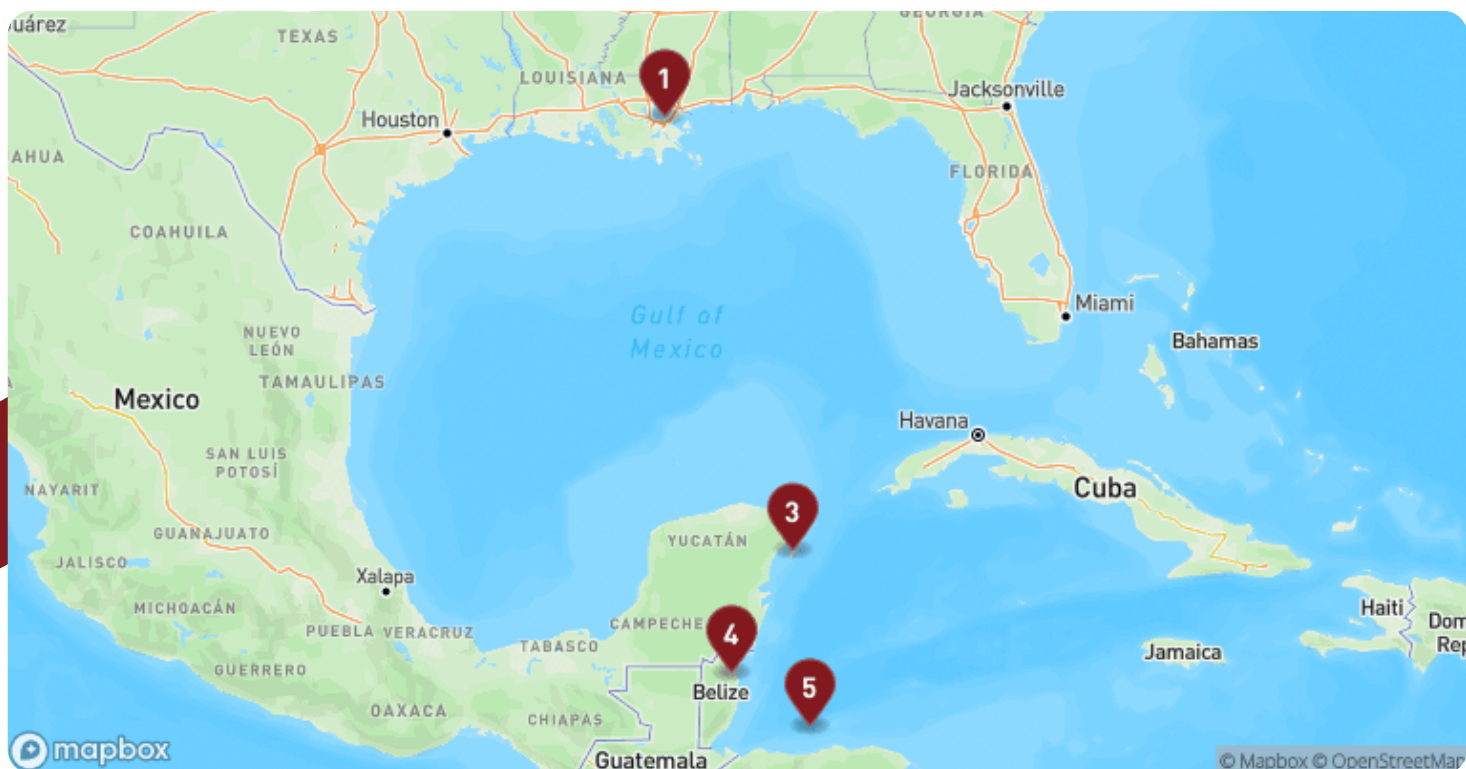 uárez
TEXAS
GEORGIA
LOUISIANA
1
Jacksonville
Houston
AHUA
FLORIDA
COAHUILA
Gulf of
Mexico
Miami
NUEVO
LEÓN
Bahamas
TAMAULIPAS
Mexico
Havana
SAN LUIS
POTOSÍ
Cuba
NAYARIT
3
GUANAJUATO
YUCATÁN
JALISCO
Xalapa
MICHOACÁN
Haiti
PUEBLA
VERACRUZ
CAMPECHE
Dom
Rep
4
TABASCO
Jamaica
GUERRERO
5
Belize
OAXACA
CHIAPAS
mapbox
Guatemala
© Mapbox © OpenStreetMap